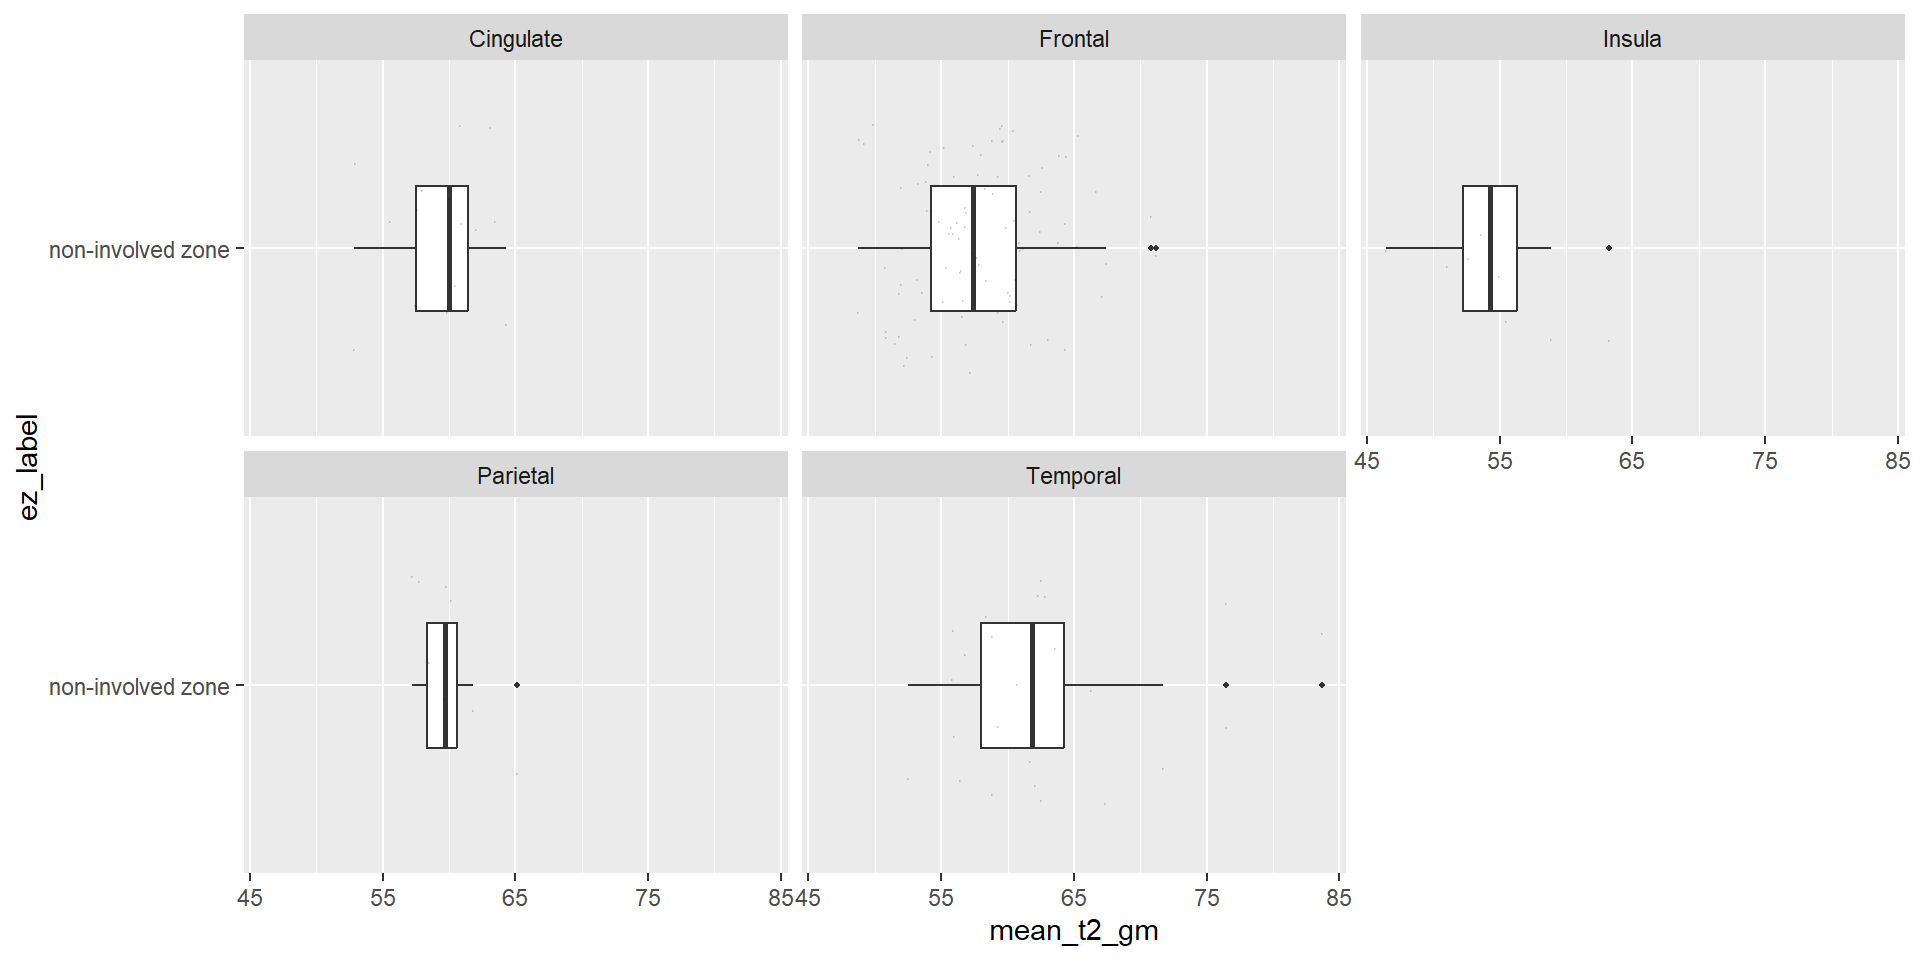 Cingulate
Frontal
Insula
non-involved zone
ez_label
45 55 65 75 85
Parietal
Temporal
non-involved zone
45 55 65 75 85
45 55 65 75 85
mean_t2_gm